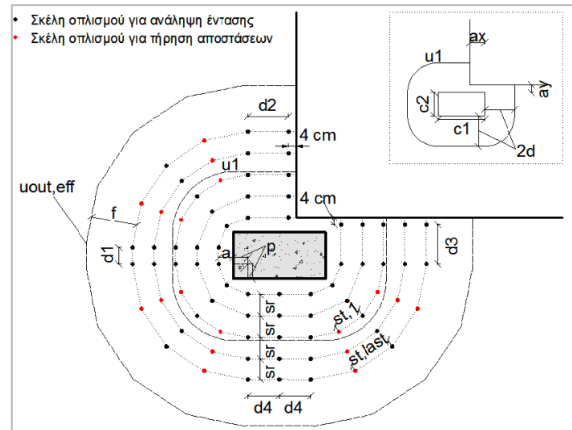 Σκέλη οπλισμού για ανάληψη έντασης
Σκέλη οπλισμού για τήρηση αποστάσεων
ax
u1
ay
c2
c1
2d
d2
4 cm
u1
uout,eff
f
4 cm
d1
a
p
d3
sr
sr
sr
sr
st,1
st,last
d4
d4